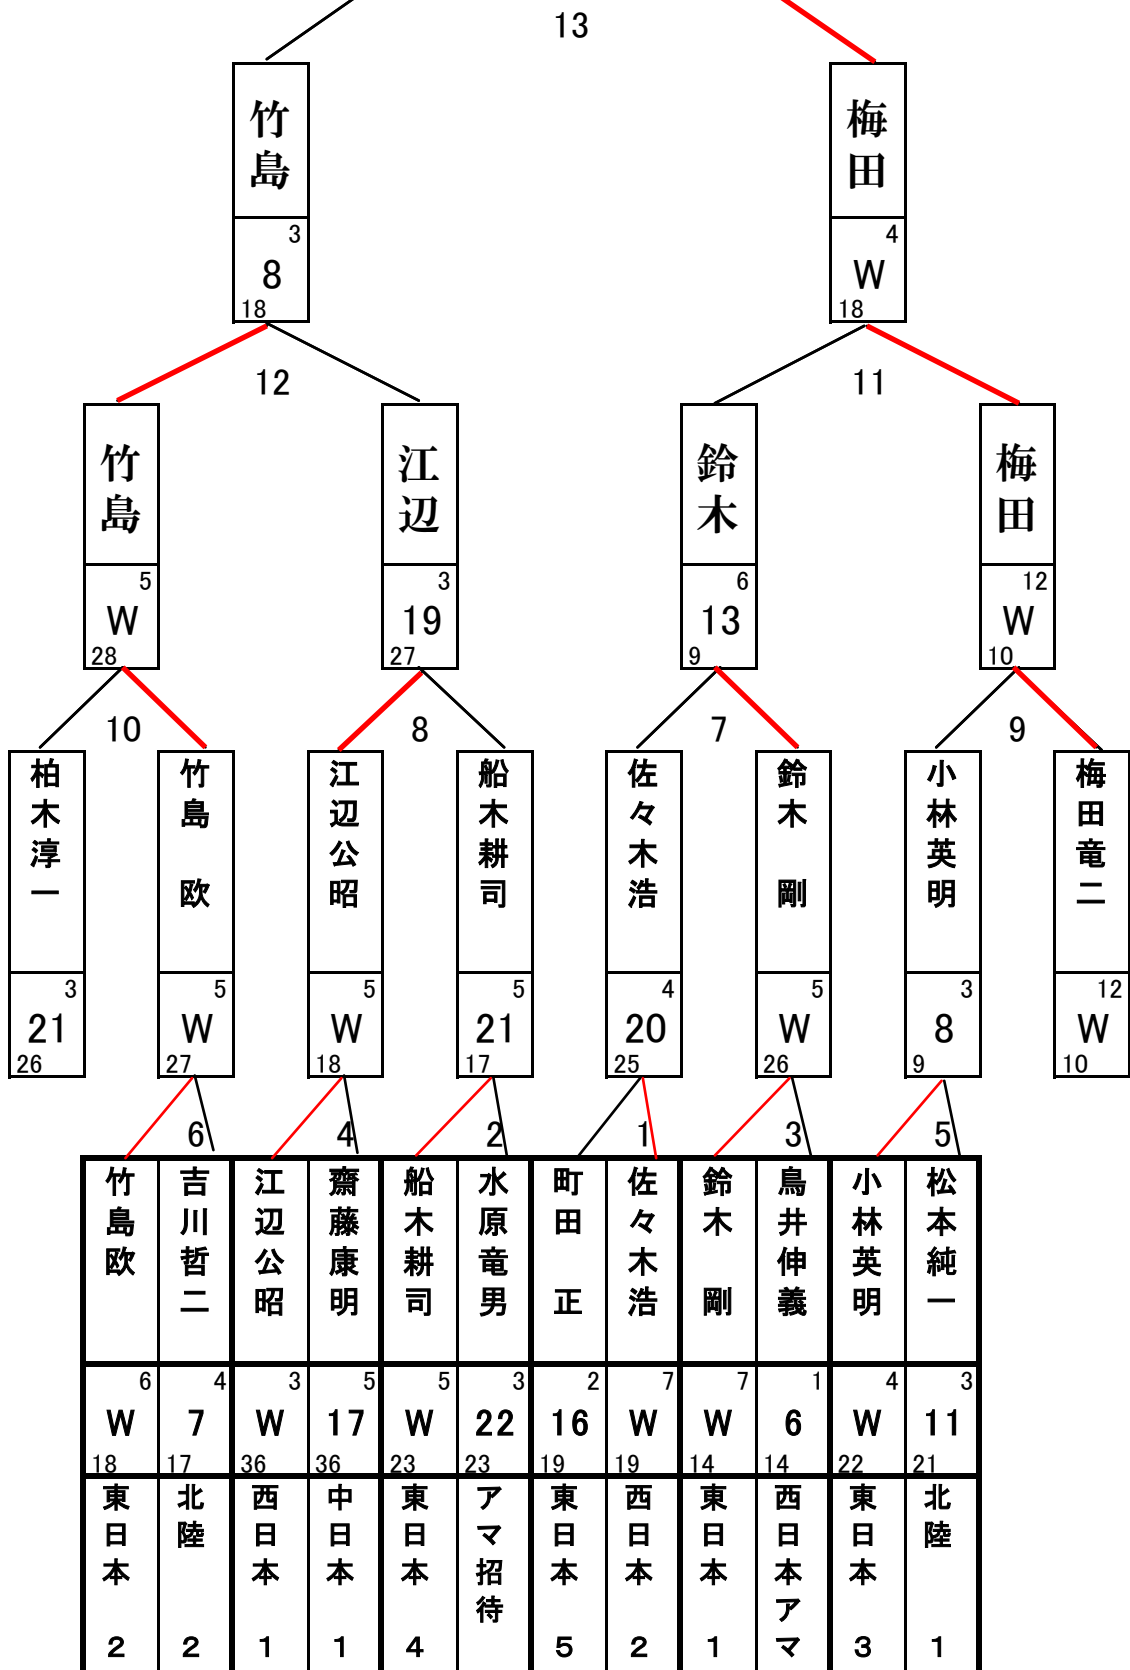 13
竹島
梅田
3
8
18
4
W
18
12
11
竹島
江辺
鈴木
梅田
5
W
28
3
19
27
6
13
9
12
W
10
10
8
7
9
柏木淳一
竹島 欧
江辺公昭
船木耕司
佐々木浩
鈴木 剛
小林英明
梅田竜二
3
21
26
5
W
27
5
W
18
5
21
17
4
20
25
5
W
26
3
8
9
12
W
10
6
4
2
1
3
5
竹島欧
吉川哲二
江辺公昭
齋藤康明
船木耕司
水原竜男
町田 正
佐々木浩
鈴木 剛
鳥井伸義
小林英明
松本純一
6
W
18
4
7
17
3
W
36
5
17
36
5
W
23
3
22
23
2
16
19
7
W
19
7
W
14
1
6
14
4
W
22
3
11
21
東日本 2
北陸 2
西日本 1
中日本 1
東日本 4
アマ招待
東日本 5
西日本 2
東日本 1
西日本アマ
東日本 3
北陸 1